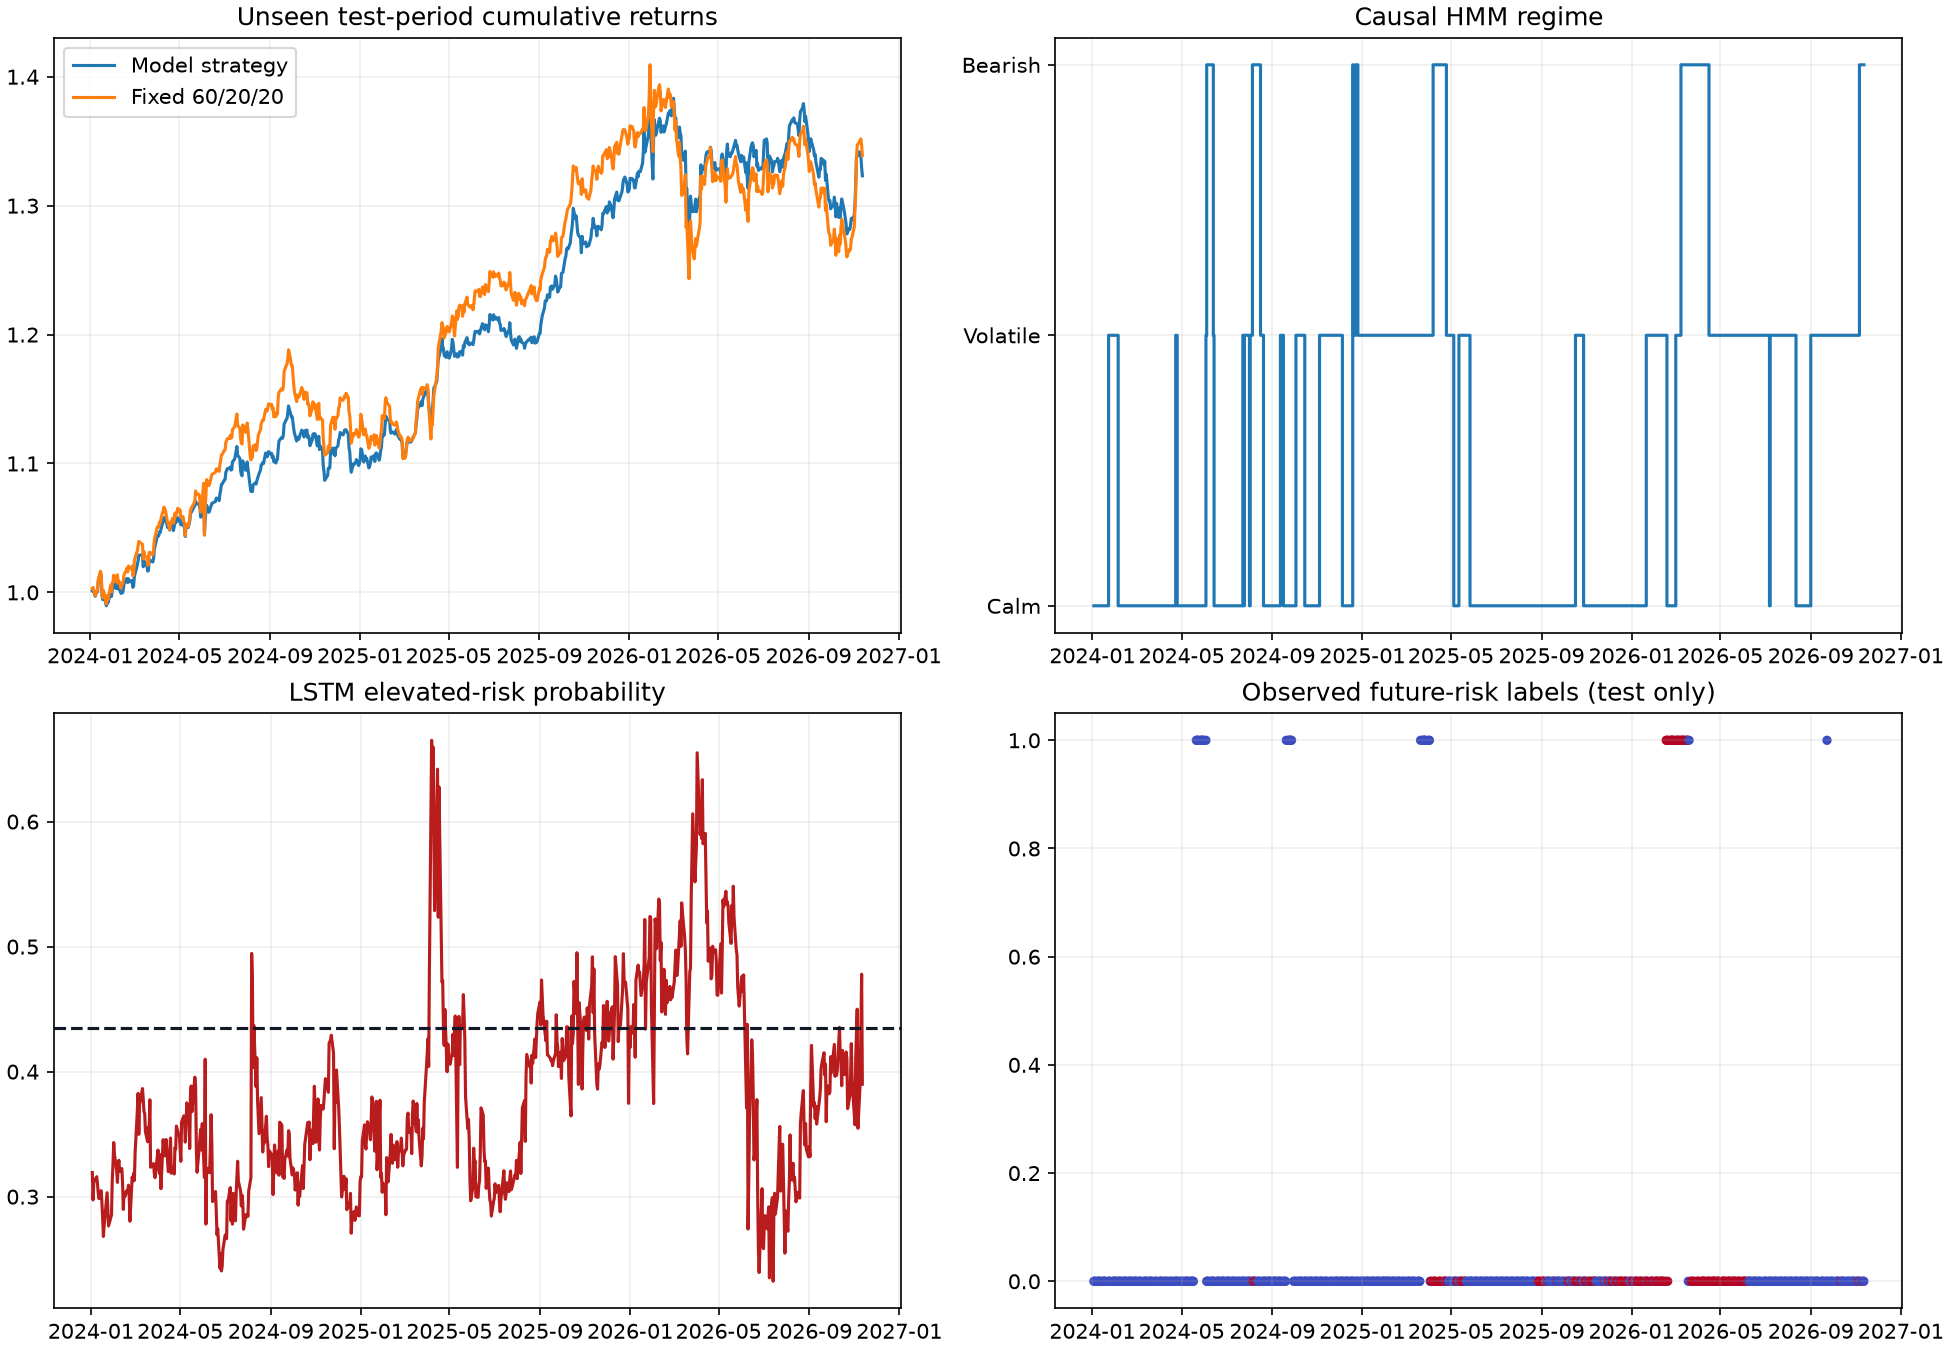 Unseen test-period cumulative returns
Model strategy
Fixed 60/20/20
1.4
1.3
1.2
1.1
1.0
2024-01 2024-05 2024-09 2025-01 2025-05 2025-09 2026-01 2026-05 2026-09 2027-01
Causal HMM regime
Bearish
Volatile
Calm
2024-01 2024-05 2024-09 2025-01 2025-05 2025-09 2026-01 2026-05 2026-09 2027-01
LSTM elevated-risk probability
0.6
0.5
0.4
0.3
2024-01 2024-05 2024-09 2025-01 2025-05 2025-09 2026-01 2026-05 2026-09 2027-01
Observed future-risk labels (test only)
1.0
0.8
0.6
0.4
0.2
0.0
2024-01 2024-05 2024-09 2025-01 2025-05 2025-09 2026-01 2026-05 2026-09 2027-01